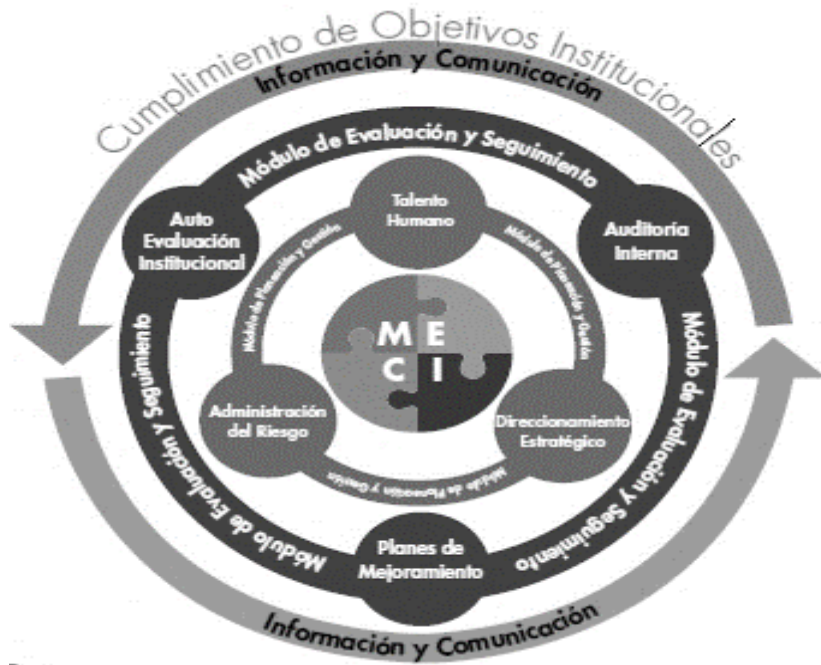 Cumplimiento de Objetivos Institucionales
Información y Comunicación
Módulo de Evaluación y Seguimiento
Talento
Humano
Auto
Evaluación
Institucional
Auditoría
Interna
Módulo de Planeación y Gestión
Módulo de Planeación y Gestión
M E
C I
Módulo de Evaluación y Seguimiento
Módulo de Evaluación y Seguimiento
Administración
del Riesgo
Direccionamiento
Estratégico
Módulo de Planeación y Gestión
Planes de
Mejoramiento
Información y Comunicación